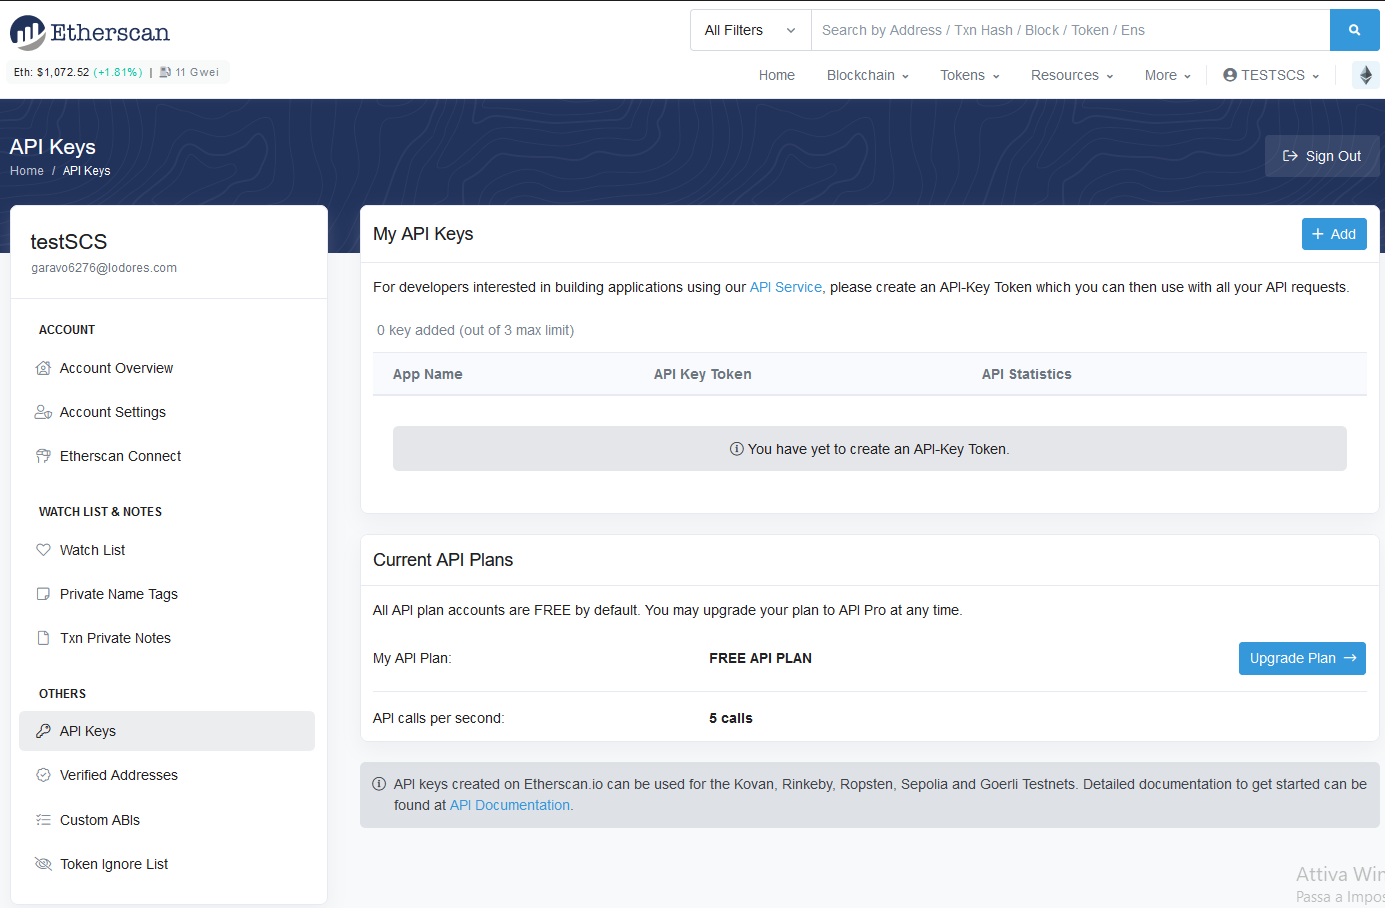 Etherscan
All Filters
Search by Address / Txn Hash / Block / Token / Ens
Eth: $1,072.52 (+1.81%) | 11 Gwei
Home Blockchain Tokens Resources More TESTSCS
API Keys
Home / API Keys
Sign Out
testSCS
garavo6276@lodores.com
ACCOUNT
Account Overview
Account Settings
Etherscan Connect
WATCH LIST & NOTES
Watch List
Private Name Tags
Txn Private Notes
OTHERS
API Keys
Verified Addresses
Custom ABIs
Token Ignore List
My API Keys
+ Add
For developers interested in building applications using our API Service, please create an API-Key Token which you can then use with all your API requests.
0 key added (out of 3 max limit)
App Name API Key Token API Statistics
You have yet to create an API-Key Token.
Current API Plans
All API plan accounts are FREE by default. You may upgrade your plan to API Pro at any time.
My API Plan: FREE API PLAN Upgrade Plan →
API calls per second: 5 calls
API keys created on Etherscan.io can be used for the Kovan, Rinkeby, Ropsten, Sepolia and Goerli Testnets. Detailed documentation to get started can be
found at API Documentation.
Attiva Win
Passa a Impos